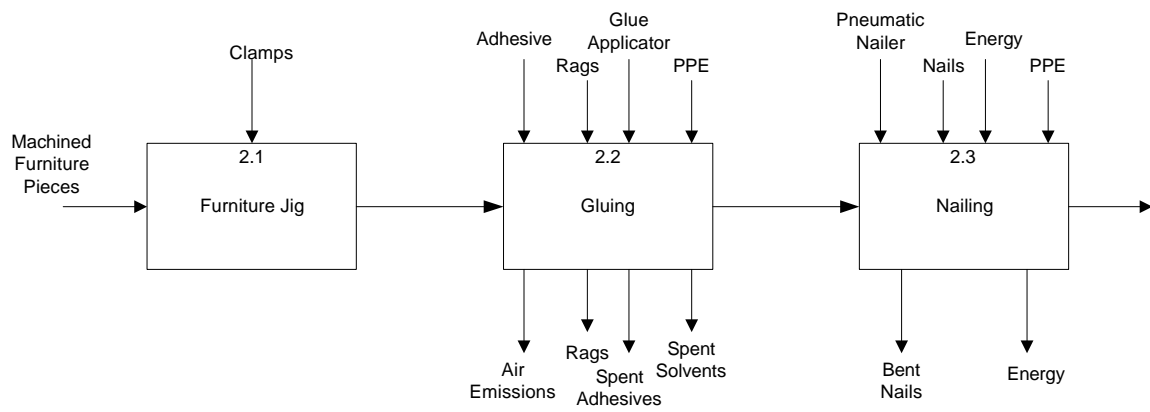 Clamps
Machined
Furniture
Pieces
2.1
Furniture Jig
Adhesive
Rags
Glue
Applicator
PPE
2.2
Gluing
Air
Emissions
Rags
Spent
Adhesives
Spent
Solvents
Pneumatic
Nailer
Nails
Energy
PPE
2.3
Nailing
Bent
Nails
Energy